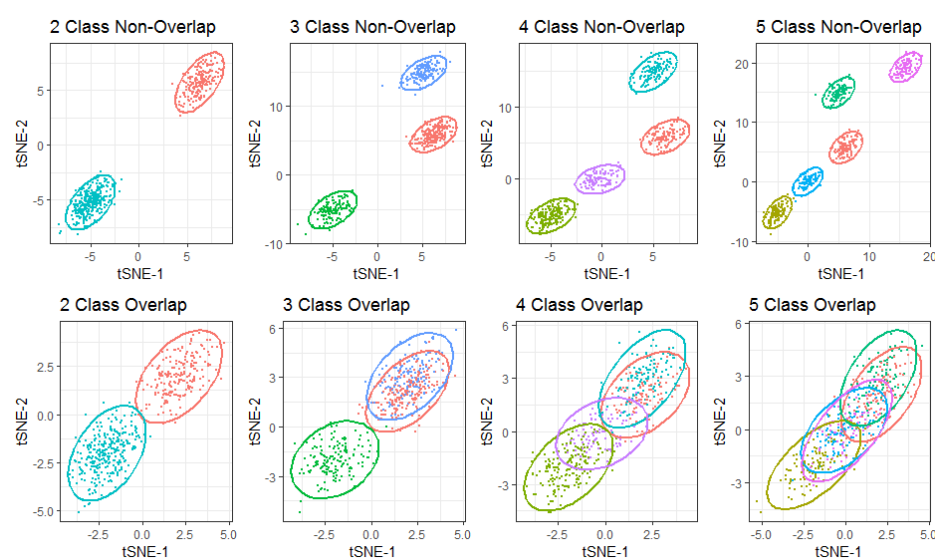 2 Class Non-Overlap
3 Class Non-Overlap
4 Class Non-Overlap
5 Class Non-Overlap
tSNE-2
5
0
-5
-5
0
5
tSNE-1
tSNE-2
10
0
-10
-5
0
5
tSNE-1
tSNE-2
10
0
-5
0
5
tSNE-1
tSNE-2
20
10
0
-10
0
10
20
tSNE-1
2 Class Overlap
3 Class Overlap
4 Class Overlap
5 Class Overlap
tSNE-2
2.5
0.0
-2.5
-5.0
-2.5
0.0
2.5
5.0
tSNE-1
tSNE-2
6
3
0
-3
-2.5
0.0
2.5
5.0
tSNE-1
tSNE-2
6
3
0
-3
-2.5
0.0
2.5
tSNE-1
tSNE-2
6
3
0
-3
-5.0
-2.5
0.0
2.5
5.0
tSNE-1